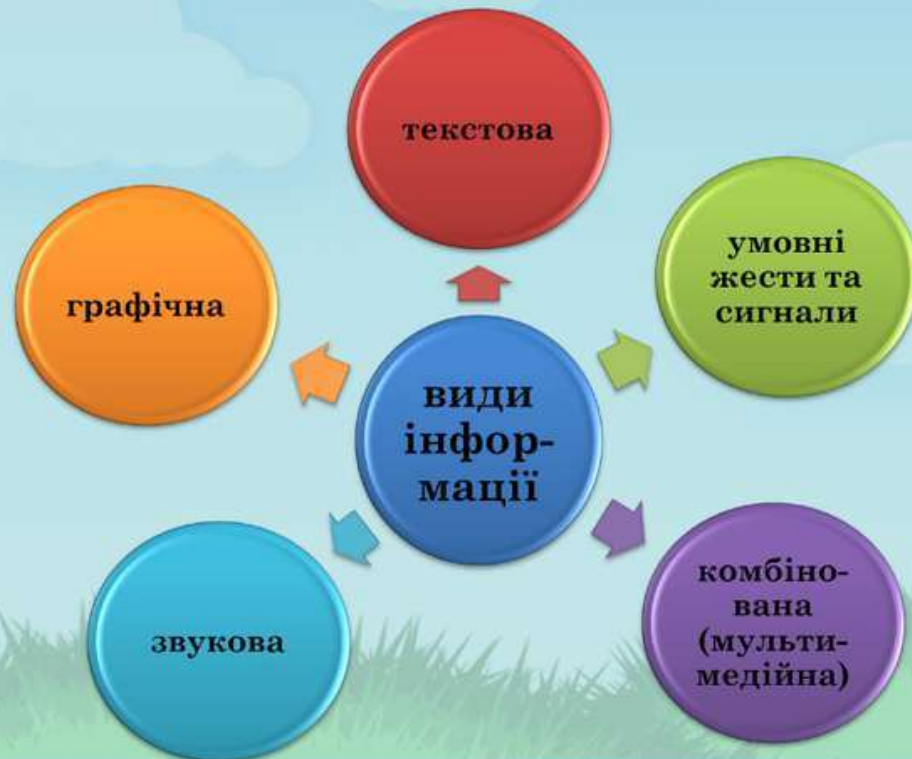 текстова
умовні
жести та
сигнали
графічна
види
інфор-
мації
комбіно-
вана
(мульти-
медійна)
звукова